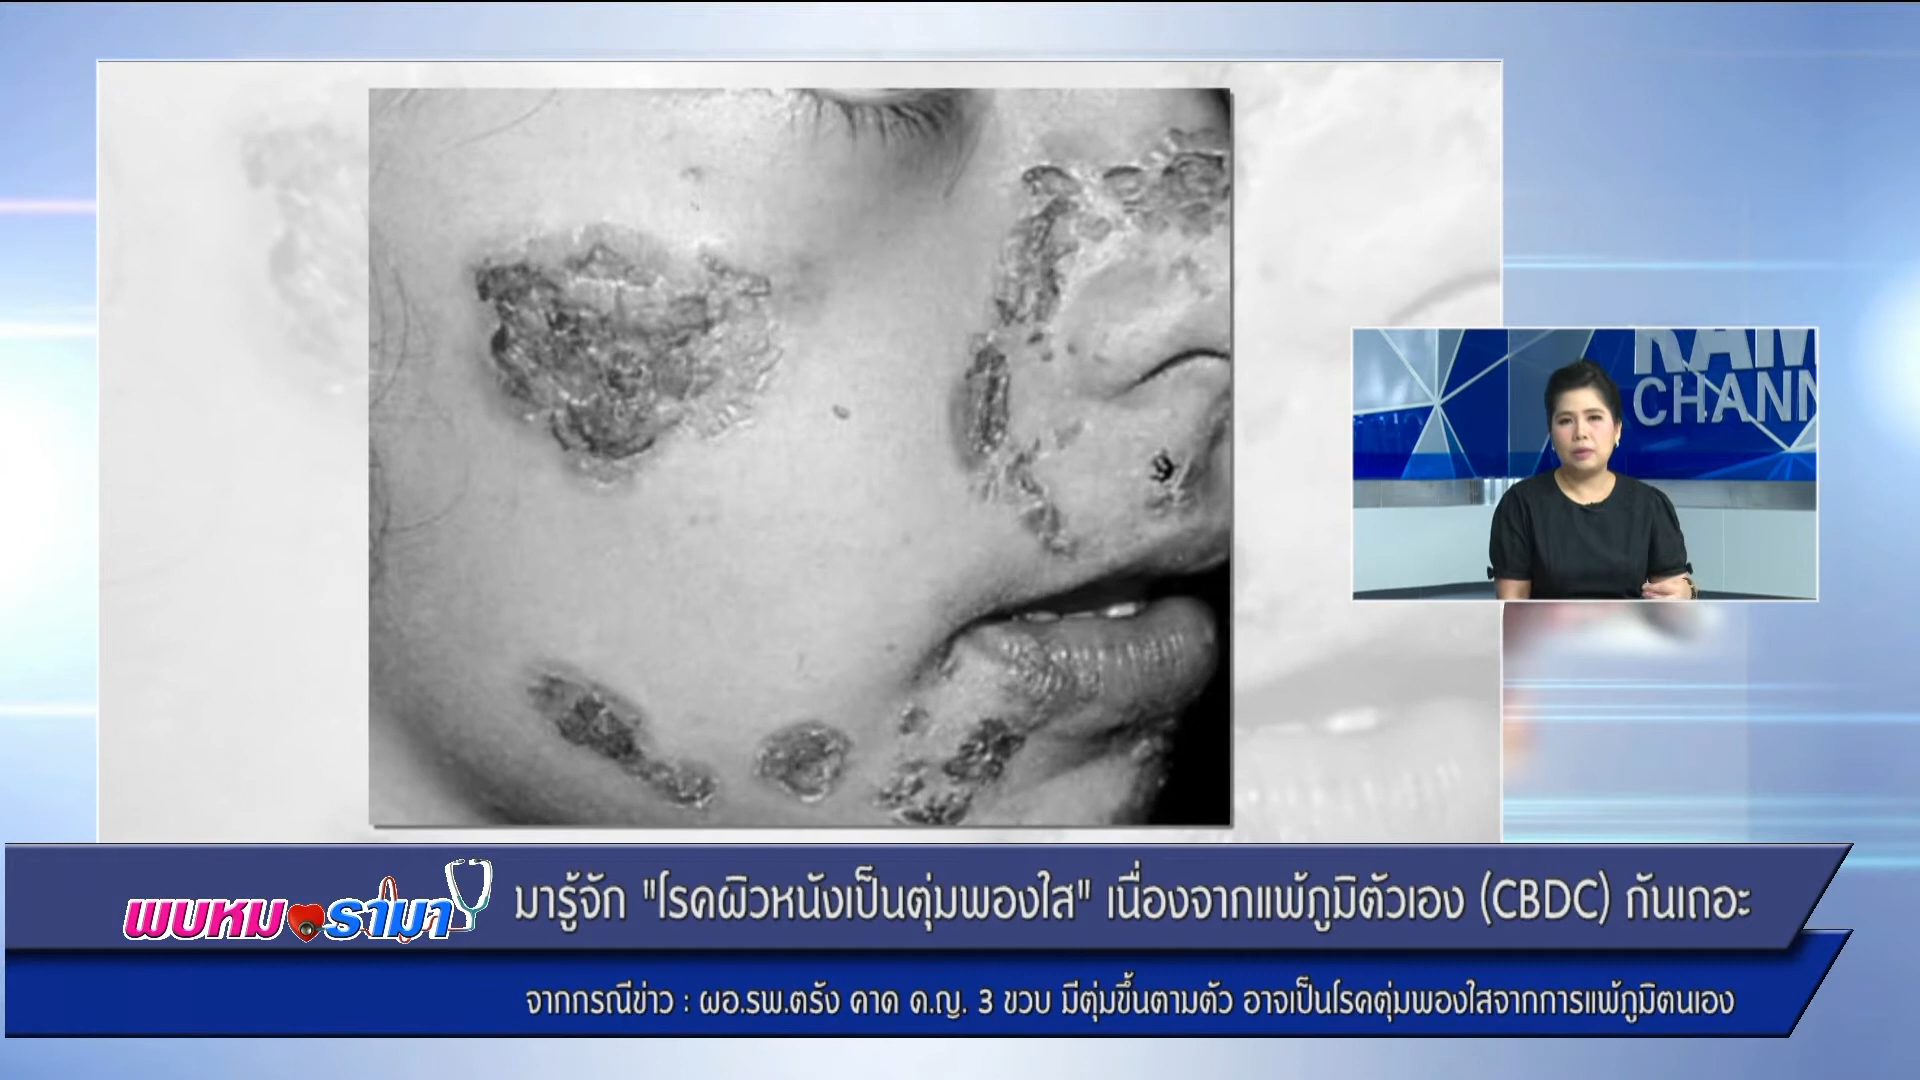 RAM
CHANN
พบหมอรามา
มารู้จัก "โรคผิวหนังเป็นตุ่มพองใส" เนื่องจากแพ้ภูมิตัวเอง (CBDC) กันเถอะ
จากกรณีข่าว : ผอ.รพ.ตรัง คาด ด.ญ. 3 ขวบ มีตุ่มขึ้นตามตัว อาจเป็นโรคตุ่มพองใสจากการแพ้ภูมิตนเอง